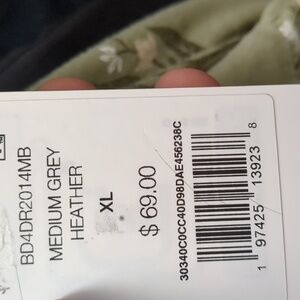 BD4DR2014MB
MEDIUM GREY
HEATHER
XL
$ 69.00
30340C0CC40D98DAE456238C
1 97425 13923 8